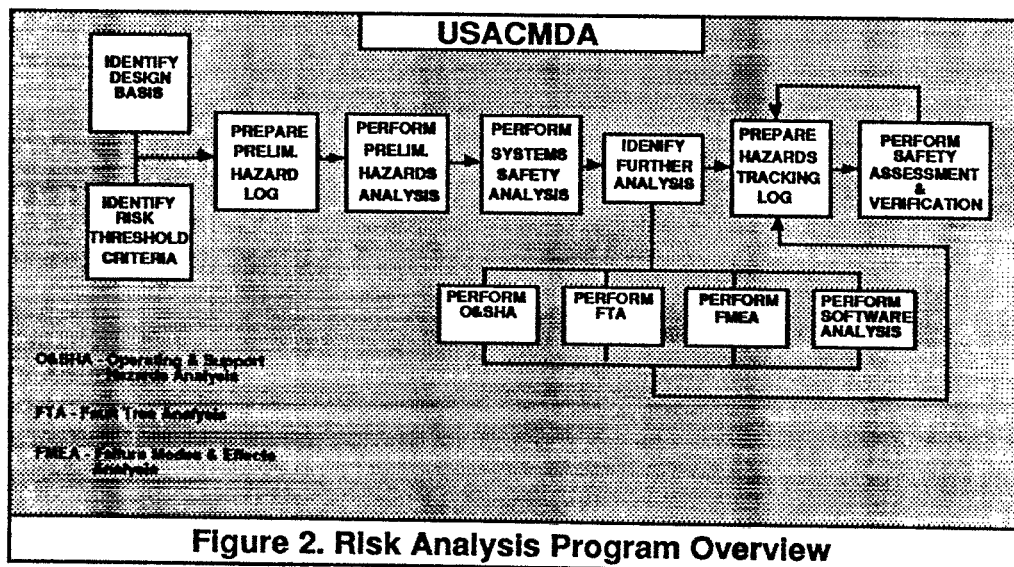 USACMDA
IDENTIFY
DESIGN
BASIS
IDENTIFY
RISK
THRESHOLD
CRITERIA
PREPARE
PRELIM.
HAZARD
LOG
PERFORM
PRELIM.
HAZARDS
ANALYSIS
PERFORM
SYSTEMS
SAFETY
ANALYSIS
IDENIFY
FURTHER
ANALYSIS
PREPARE
HAZARDS
TRACKING
LOG
PERFORM
SAFETY
ASSESSMENT
&
VERIFICATION
PERFORM
O&SHA
PERFORM
FTA
PERFORM
FMEA
PERFORM
SOFTWARE
ANALYSIS
O&SHA - Operating & Support
Hazards Analysis
FTA - Fault Tree Analysis
FMEA - Failure Modes & Effects
Analysis
Figure 2. Risk Analysis Program Overview